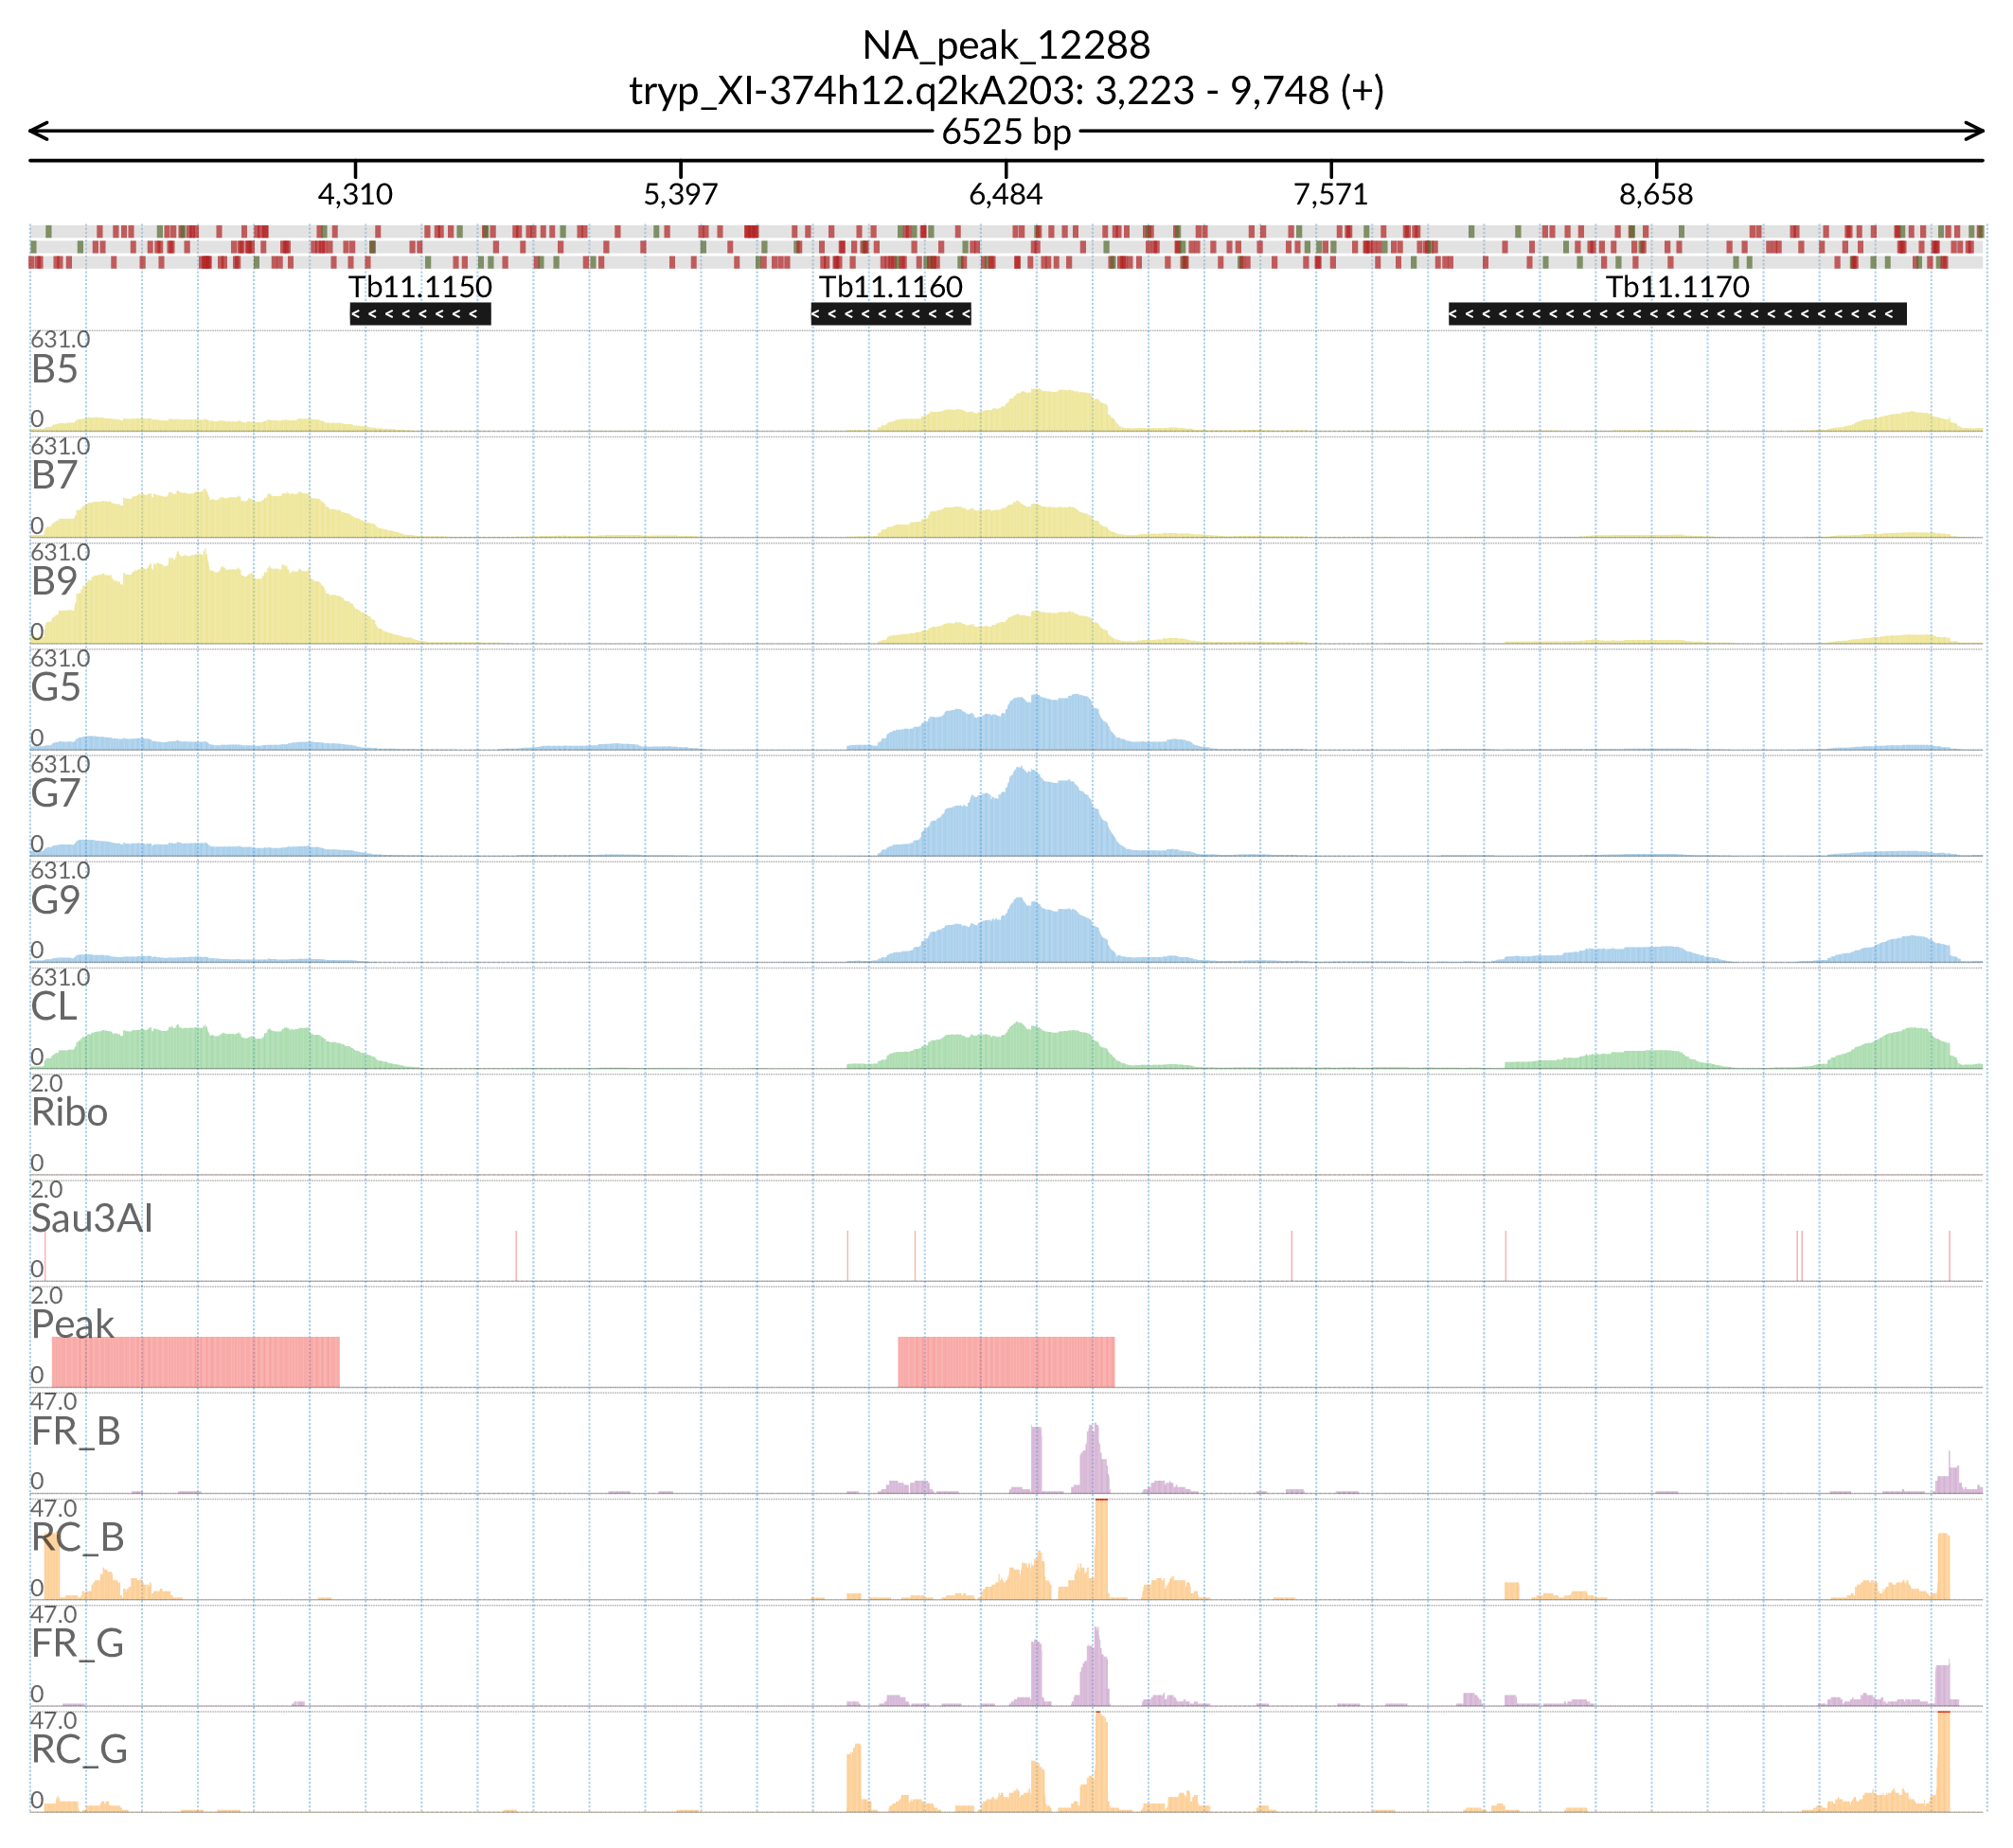 NA_peak_12288
tryp_XI-374h12.q2kA203: 3,223 - 9,748 (+)
6525 bp
4,310 5,397 6,484 7,571 8,658
Tb11.1150 Tb11.1160 Tb11.1170
631.0
B5
0
631.0
B7
0
631.0
B9
0
631.0
G5
0
631.0
G7
0
631.0
G9
0
631.0
CL
0
2.0
Ribo
0
2.0
Sau3AI
0
2.0
Peak
0
47.0
FR_B
0
47.0
RC_B
0
47.0
FR_G
0
47.0
RC_G
0